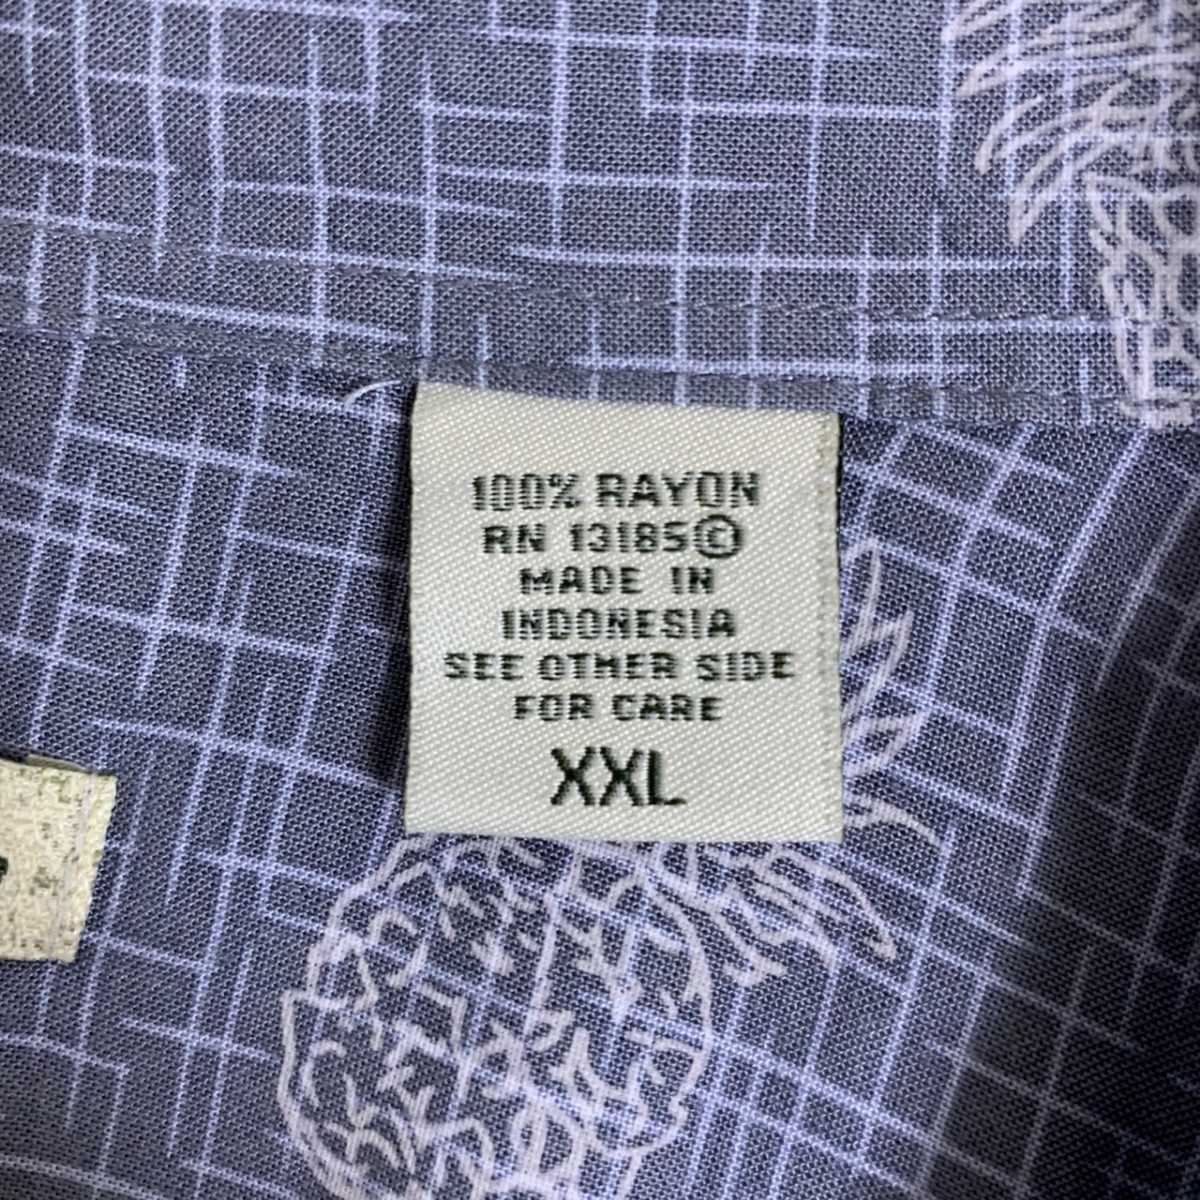 100% RAYON
RN 13185©
MADE IN
INDONESIA
SEE OTHER SIDE
FOR CARE
XXL